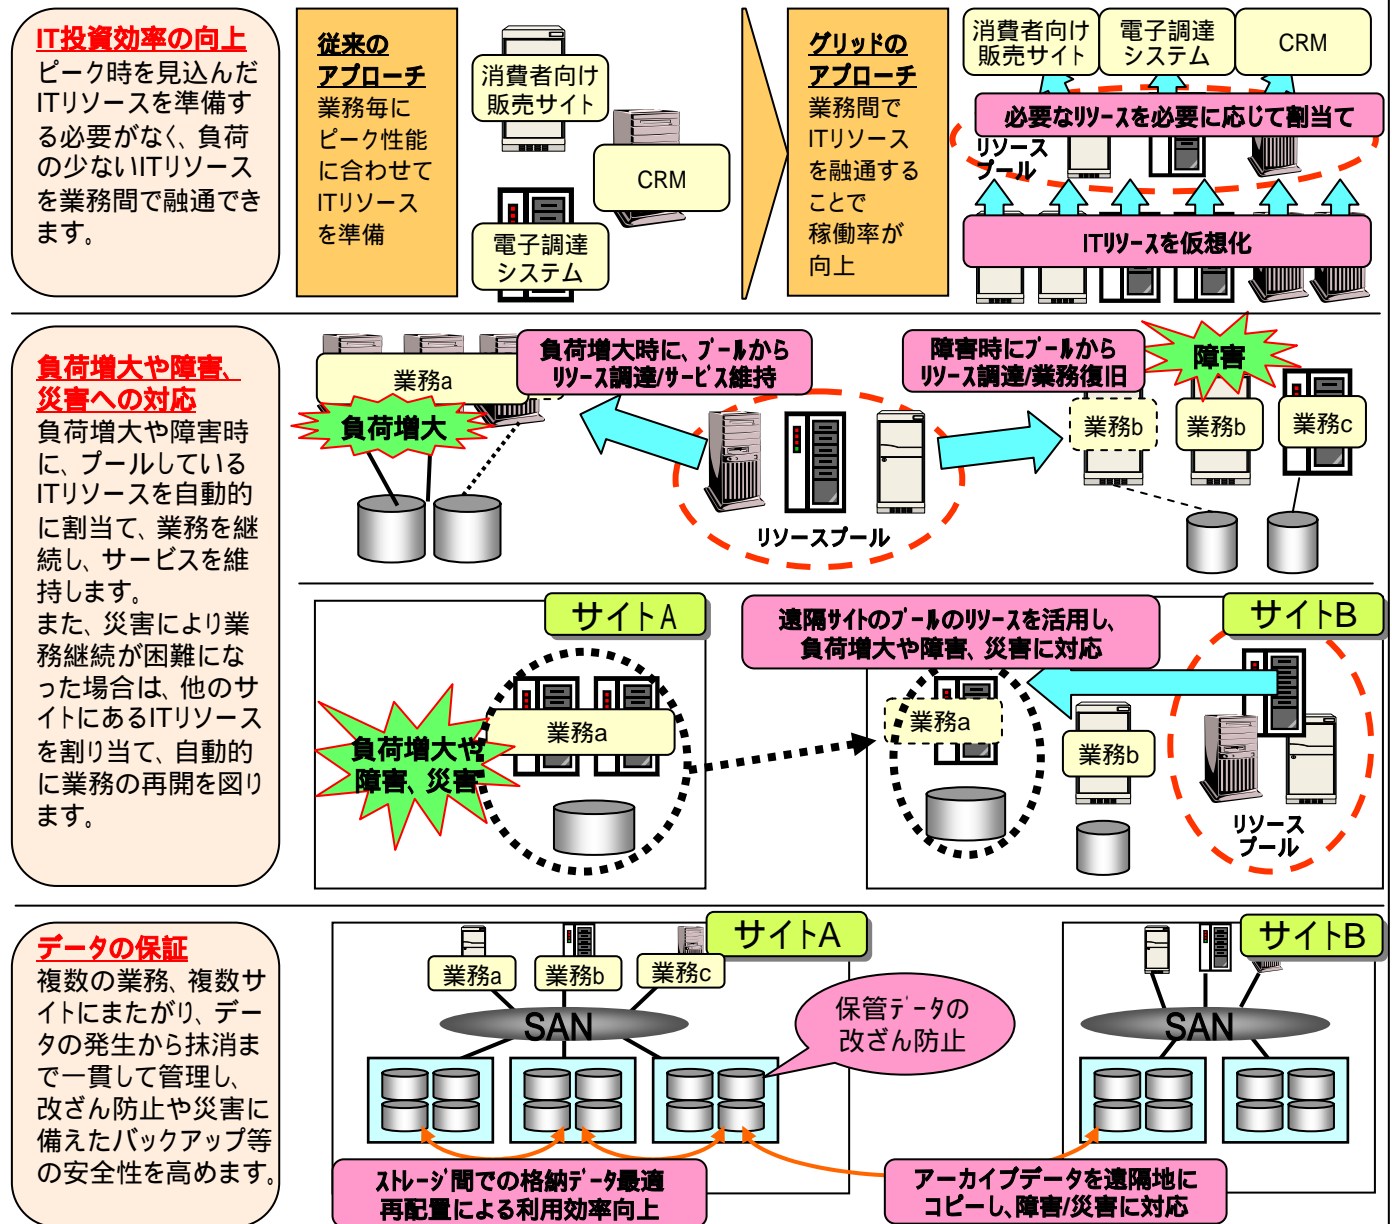 IT投資効率の向上
ピーク時を見込んだ
ITリソースを準備す
る必要がなく、負荷
の少ないITリソース
を業務間で融通でき
ます。
従来の
アプローチ
業務毎に
ピーク性能
に合わせて
ITリソース
を準備
消費者向け
販売サイト
CRM
電子調達
システム
グリッドの
アプローチ
業務間で
ITリソース
を融通する
ことで
稼働率が
向上
消費者向け
販売サイト
電子調達
システム
CRM
必要なリソースを必要に応じて割当て
リソース
プール
ITリソースを仮想化
負荷増大や障害、
災害への対応
負荷増大や障害時
に、プールしている
ITリソースを自動的
に割当て、業務を継
続し、サービスを維
持します。
また、災害により業
務継続が困難にな
った場合は、他のサ
イトにあるITリソース
を割り当て、自動的
に業務の再開を図り
ます。
業務a
負荷増大
負荷増大時に、プールから
リソース調達/サービス維持
リソースプール
障害時にプールから
リソース調達/業務復旧
障害
業務b
業務b
業務c
サイトA
業務a
負荷増大や
障害、災害
遠隔サイトのプールのリソースを活用し、
負荷増大や障害、災害に対応
サイトB
業務a
業務b
リソース
プール
データの保証
複数の業務、複数サ
イトにまたがり、デー
タの発生から抹消ま
で一貫して管理し、
改ざん防止や災害に
備えたバックアップ等
の安全性を高めます。
サイトA
業務a
業務b
業務c
SAN
保管データの
改ざん防止
ストレージ間での格納データ最適
再配置による利用効率向上
サイトB
SAN
アーカイブデータを遠隔地に
コピーし、障害/災害に対応